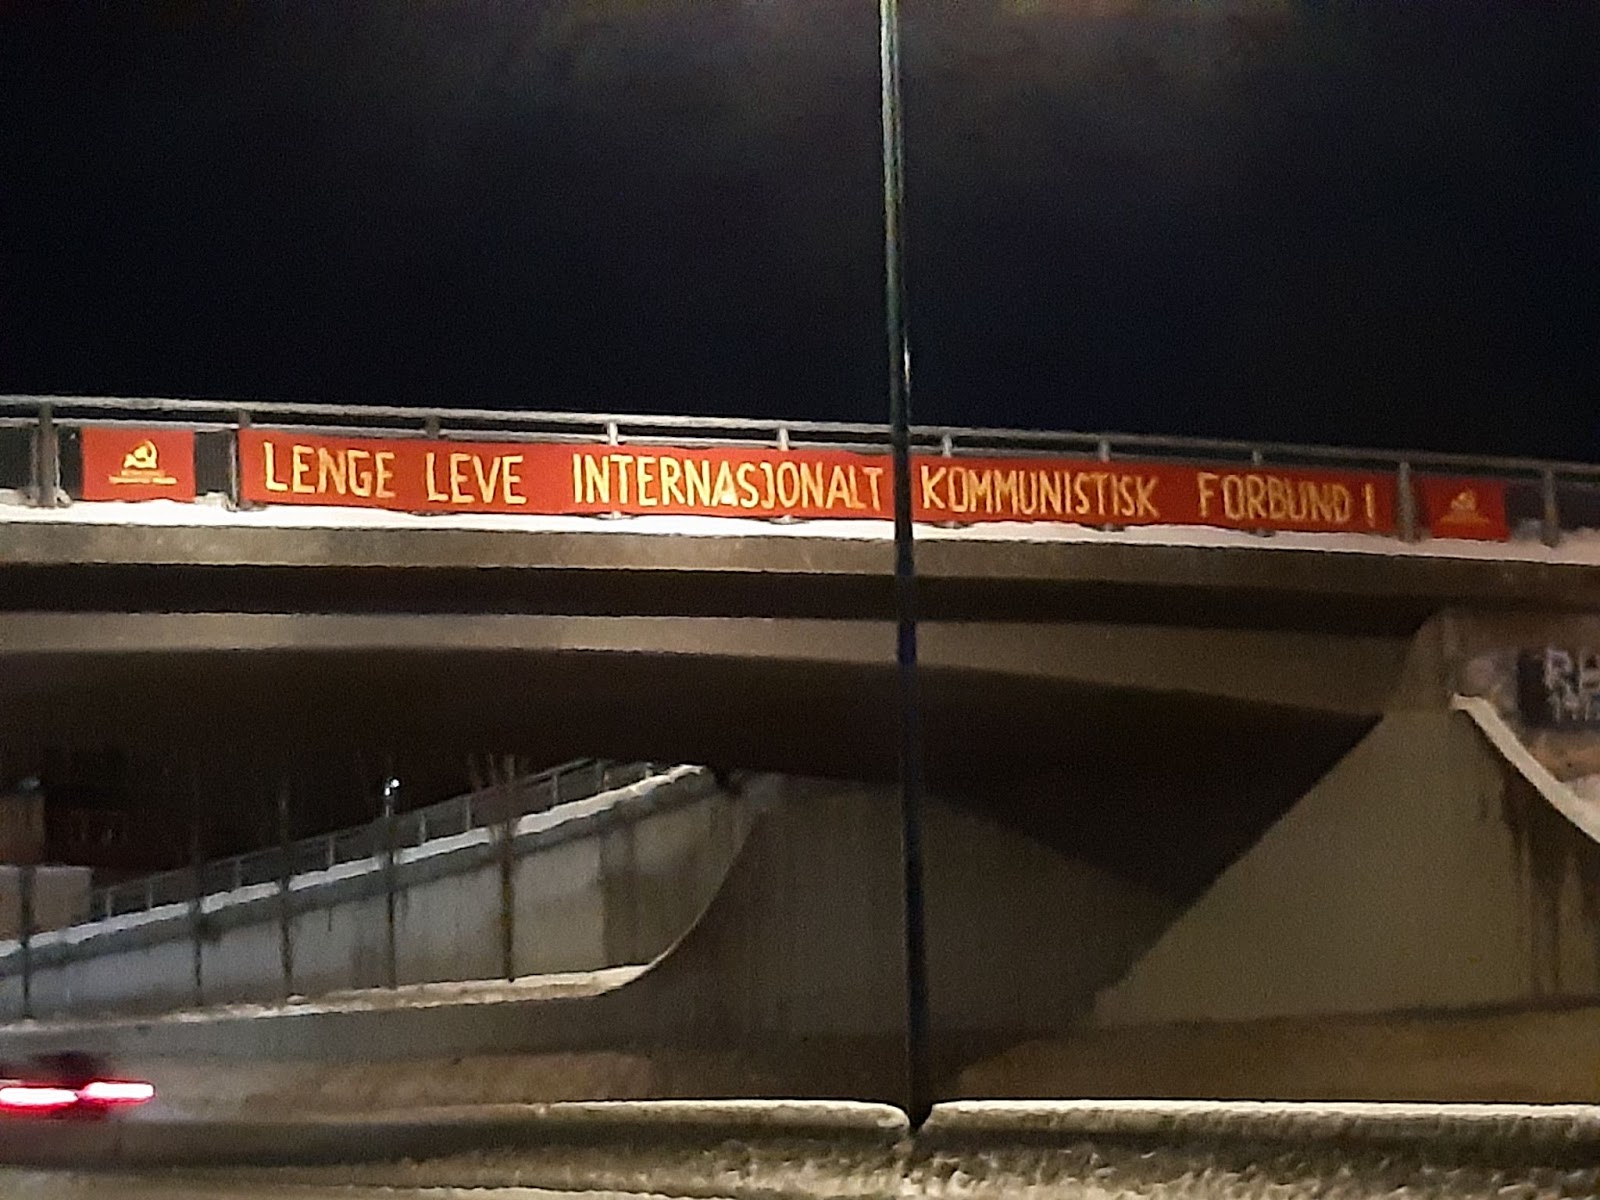 LENGE LEVE INTERNASJONALT KOMMUNISTISK FORBUND!